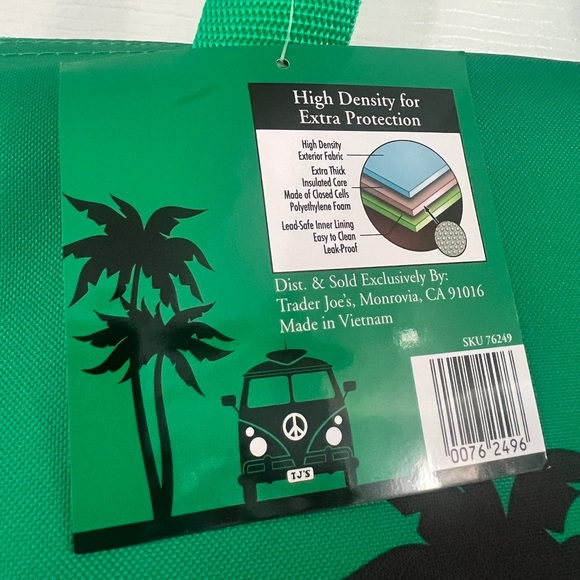 High Density for
Extra Protection
High Density
Exterior Fabric
Extra Thick
Insulated Core
Made of Closed Cells
Polyethylene Foam
Lead-Safe Inner Lining
Easy to Clean
Leak-Proof
Dist. & Sold Exclusively By:
Trader Joe's, Monrovia, CA 91016
Made in Vietnam
SKU 76249
0076 2496
TJ'S